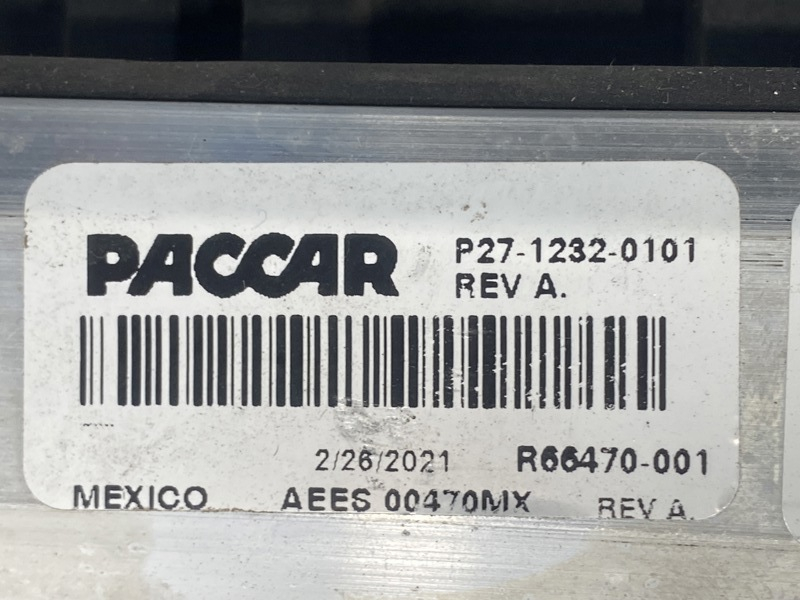 PACCAR P27-1232-0101
REV A.
2/26/2021 R66470-001
MEXICO AEES 00470MX REV A.